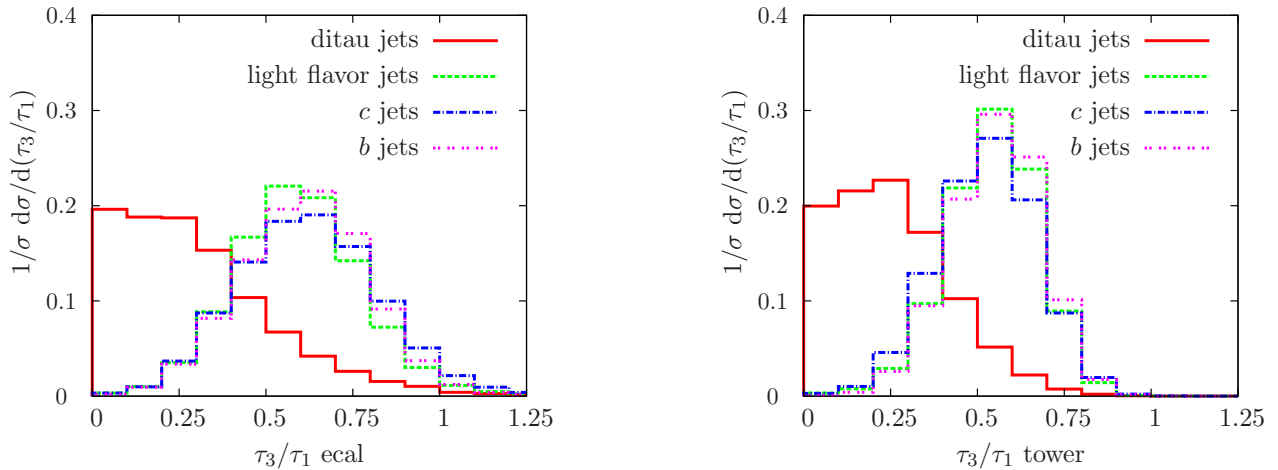 1/σ dσ/d(τ₃/τ₁)
0.4
0.3
0.2
0.1
0
ditau jets
light flavor jets
c jets
b jets
0 0.25 0.5 0.75 1 1.25
τ₃/τ₁ ecal
1/σ dσ/d(τ₃/τ₁)
0.4
0.3
0.2
0.1
0
ditau jets
light flavor jets
c jets
b jets
0 0.25 0.5 0.75 1 1.25
τ₃/τ₁ tower